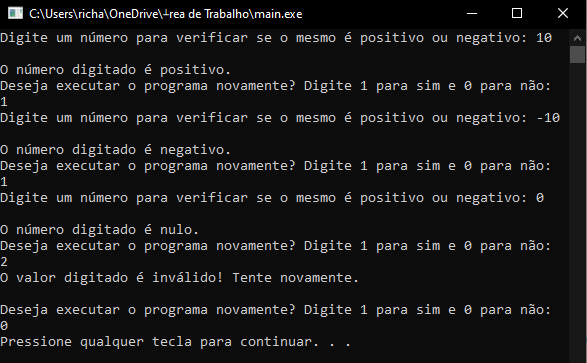 C:\Users\richa\OneDrive\┴rea de Trabalho\main.exe
Digite um número para verificar se o mesmo é positivo ou negativo: 10
O número digitado é positivo.
Deseja executar o programa novamente? Digite 1 para sim e 0 para não:
1
Digite um número para verificar se o mesmo é positivo ou negativo: -10
O número digitado é negativo.
Deseja executar o programa novamente? Digite 1 para sim e 0 para não:
1
Digite um número para verificar se o mesmo é positivo ou negativo: 0
O número digitado é nulo.
Deseja executar o programa novamente? Digite 1 para sim e 0 para não:
2
O valor digitado é inválido! Tente novamente.
Deseja executar o programa novamente? Digite 1 para sim e 0 para não:
0
Pressione qualquer tecla para continuar. . .